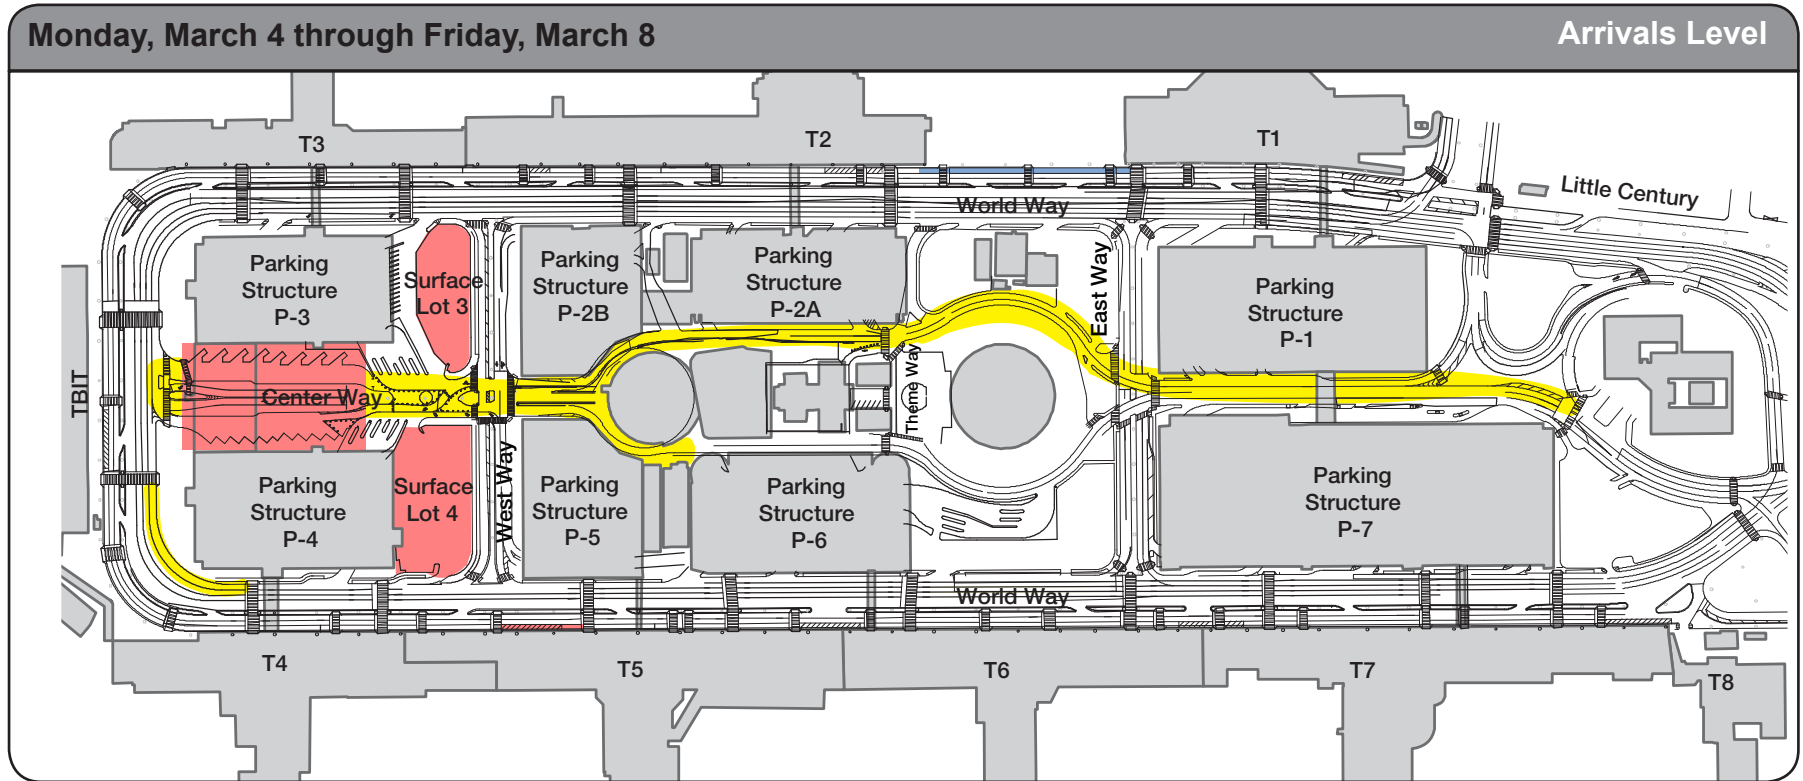 Monday, March 4 through Friday, March 8
Arrivals Level
T3
T2
T1
Little Century
World Way
Parking
Structure
P-3
Surface
Lot 3
Parking
Structure
P-2B
Parking
Structure
P-2A
East Way
Parking
Structure
P-1
TBIT
Center Way
Theme Way
Parking
Structure
P-4
Surface
Lot 4
West Way
Parking
Structure
P-5
Parking
Structure
P-6
Parking
Structure
P-7
World Way
T4
T5
T6
T7
T8